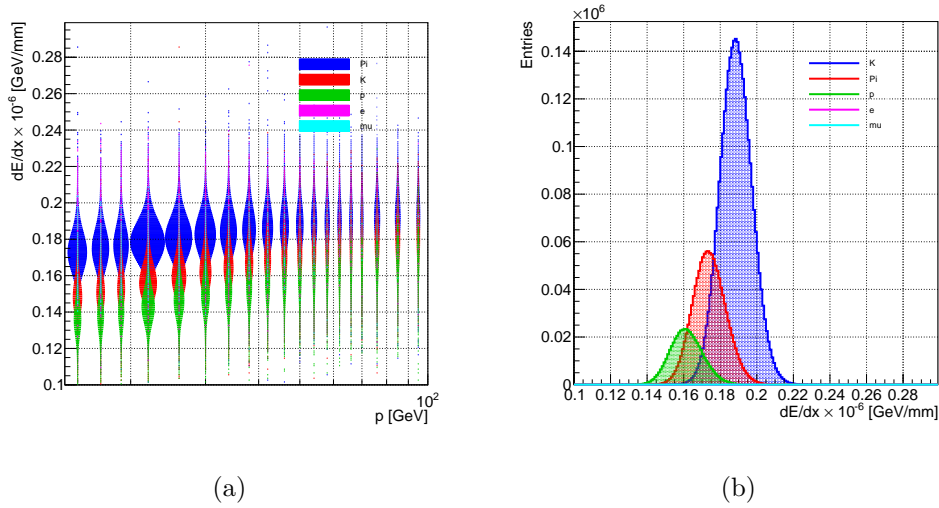 dE/dx × 10⁻⁶ [GeV/mm]
0.28
0.26
0.24
0.22
0.2
0.18
0.16
0.14
0.12
0.1
Pi
K
p
e
mu
10²
p [GeV]
(a)
×10⁶
Entries
0.14
0.12
0.1
0.08
0.06
0.04
0.02
0
K
Pi
p
e
mu
0.1 0.12 0.14 0.16 0.18 0.2 0.22 0.24 0.26 0.28
dE/dx × 10⁻⁶ [GeV/mm]
(b)